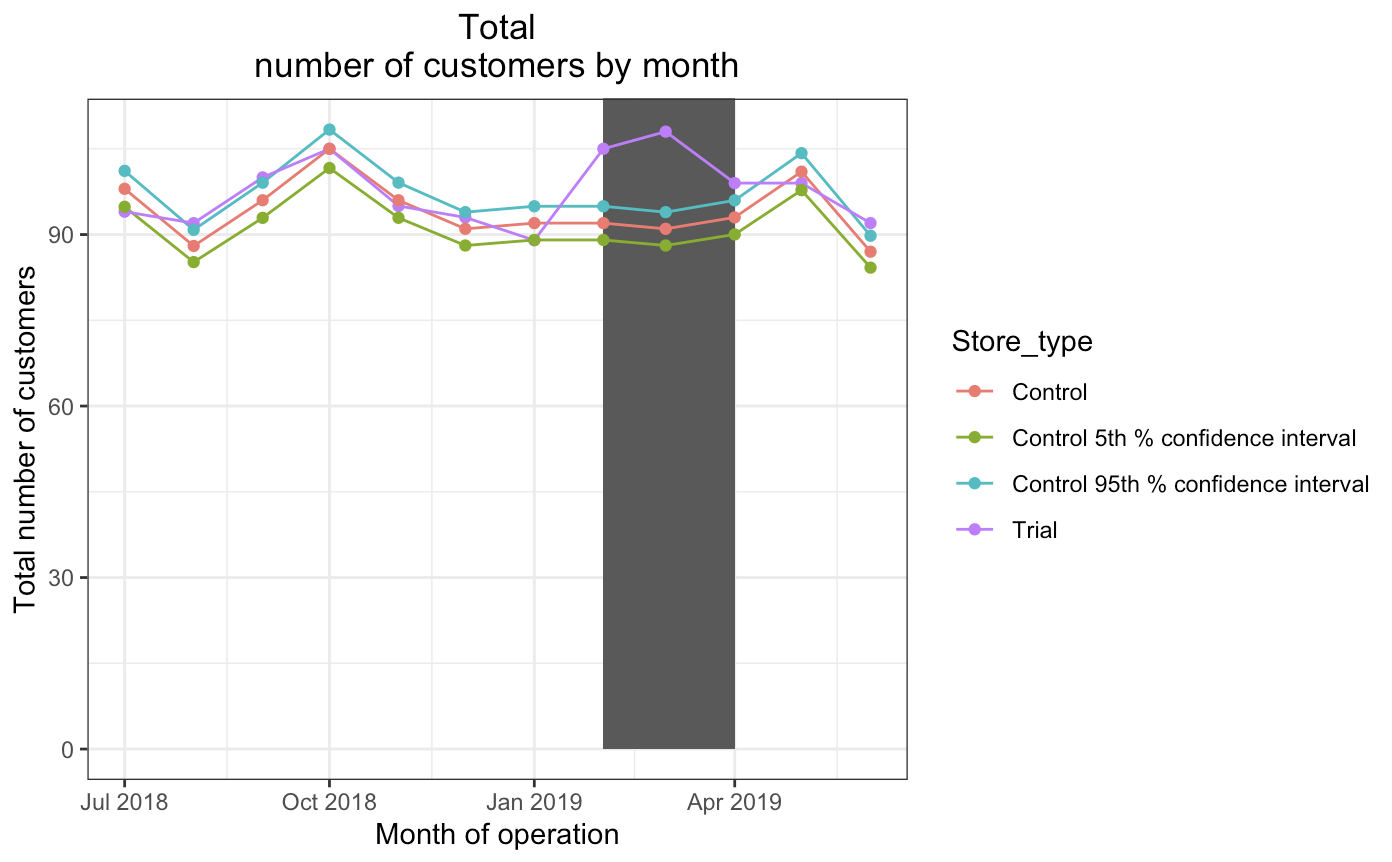 Total
number of customers by month
Total number of customers
90
60
30
0
Jul 2018
Oct 2018
Jan 2019
Apr 2019
Month of operation
Store_type
Control
Control 5th % confidence interval
Control 95th % confidence interval
Trial